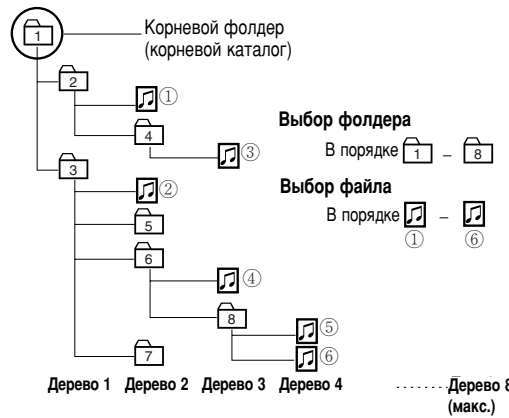 Корневой фолдер
(корневой каталог)
1
2
①
4
③
3
②
5
6
④
8
⑤
⑥
7
Выбор фолдера
В порядке 1 – 8
Выбор файла
В порядке –
① ⑥
Дерево 1 Дерево 2 Дерево 3 Дерево 4 ........Дерево 8
(макс.)